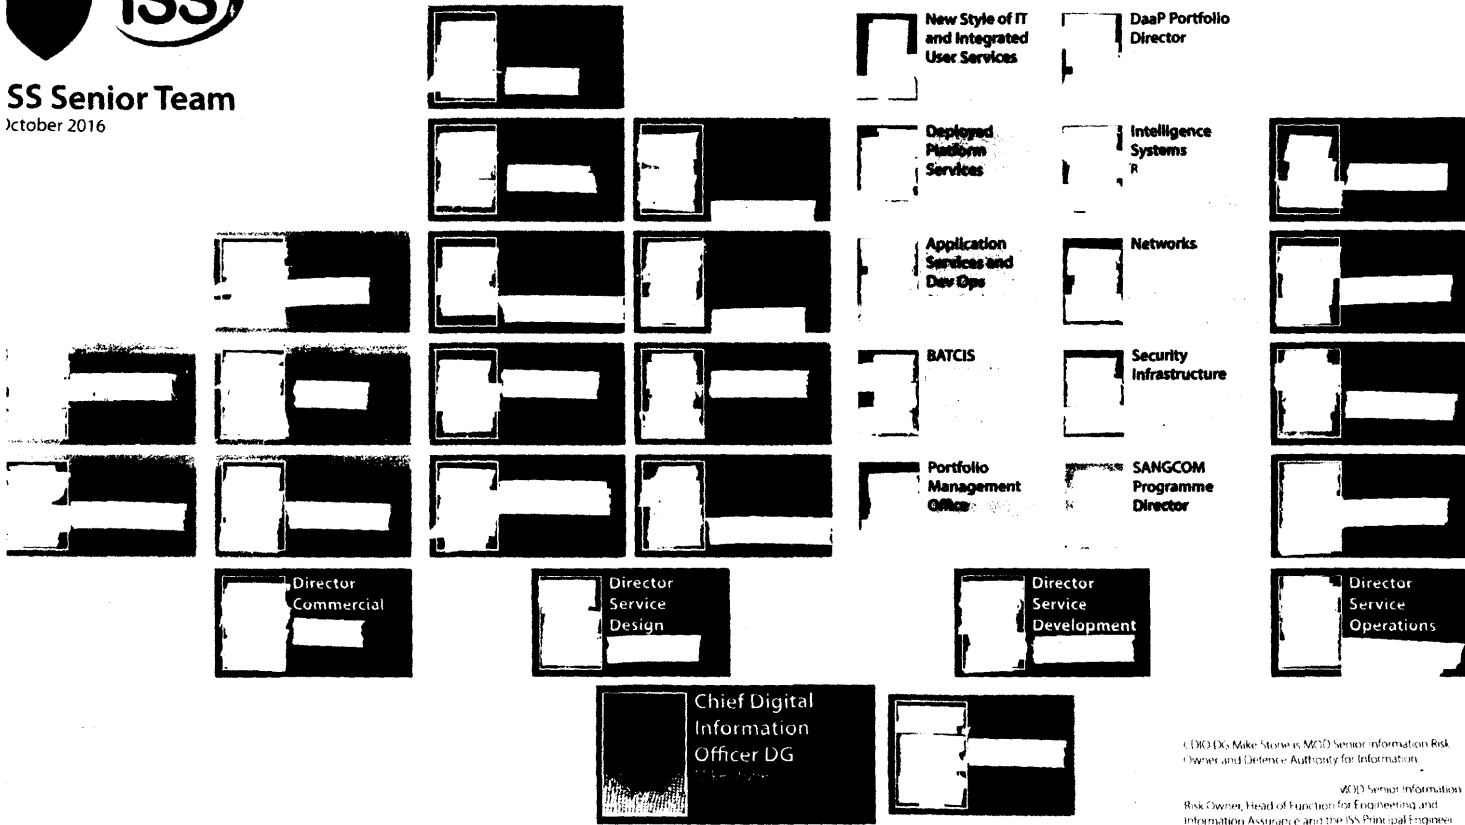 ISS
SS Senior Team
October 2016
New Style of IT
and Integrated
User Services
DaaP Portfolio
Director
Deployed
Platform
Services
Intelligence
Systems
R
Application
Services and
Dev Ops
Networks
BATCIS
Security
Infrastructure
Portfolio
Management
Office
SANGCOM
Programme
Director
Director
Commercial
Director
Service
Design
Director
Service
Development
Director
Service
Operations
Chief Digital
Information
Officer DG
Mike Stone
CDIO DG Mike Stone is MOD Senior Information Risk
Owner and Defence Authority for Information.
MOD Senior Information
Risk Owner, Head of Function for Engineering and
Information Assurance and the ISS Principal Engineer